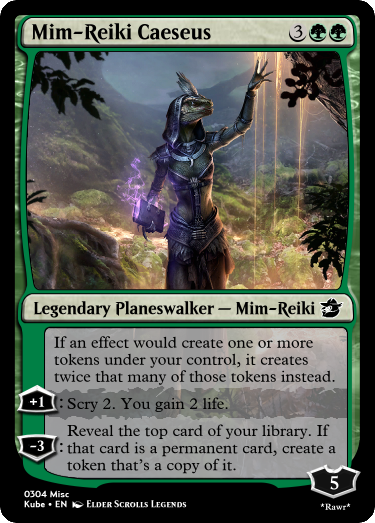 Mim-Reiki Caeseus 3
Legendary Planeswalker — Mim-Reiki
If an effect would create one or more
tokens under your control, it creates
twice that many of those tokens instead.
+1 : Scry 2. You gain 2 life.
-3 : Reveal the top card of your library. If
that card is a permanent card, create a
token that's a copy of it.
5
0304 Misc
Kube • EN Elder Scrolls Legends
*Rawr*